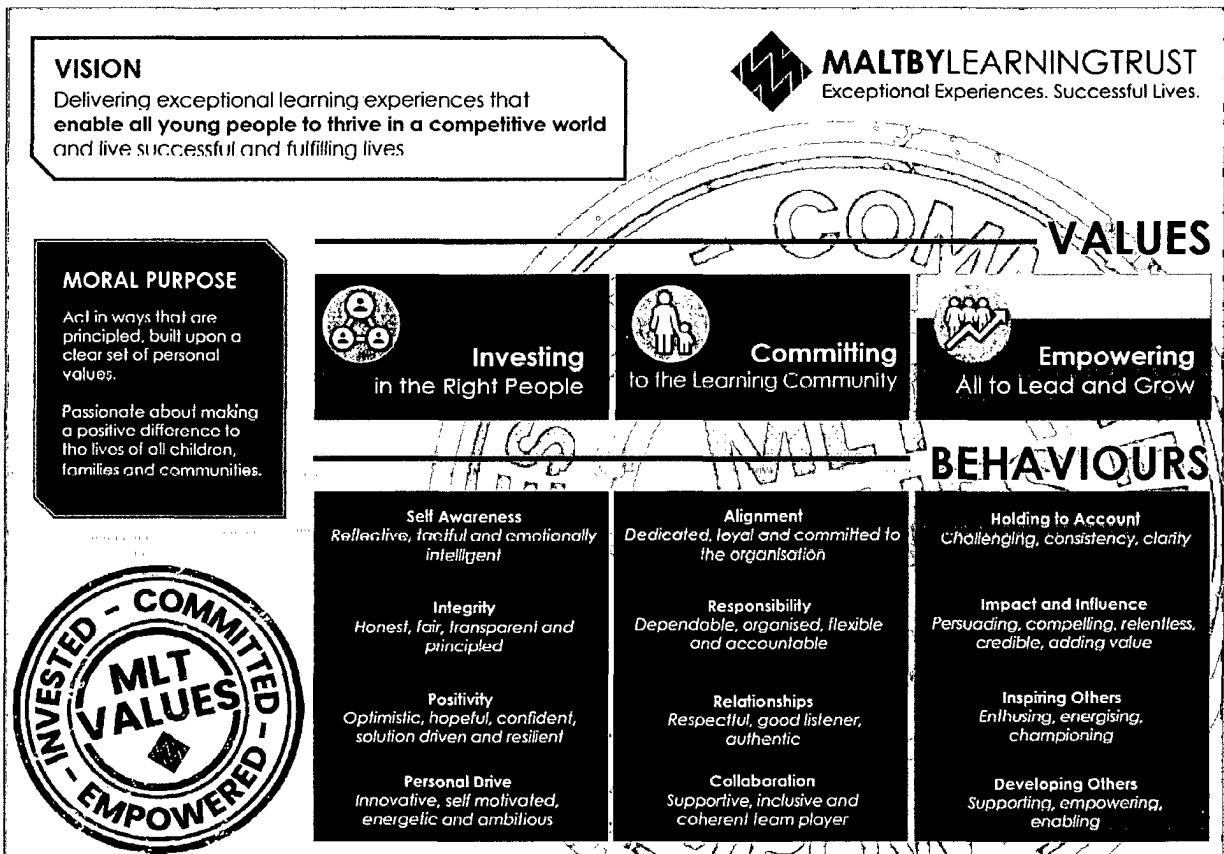 VISION
Delivering exceptional learning experiences that
enable all young people to thrive in a competitive world
and live successful and fulfilling lives
MALTBYLEARNINGTRUST
Exceptional Experiences. Successful Lives.
MORAL PURPOSE
Act in ways that are
principled, built upon a
clear set of personal
values.
Passionate about making
a positive difference to
the lives of all children,
families and communities.
VALUES
Investing
in the Right People
Committing
to the Learning Community
Empowering
All to Lead and Grow
BEHAVIOURS
Self Awareness
Reflective, tactful and emotionally
intelligent
Integrity
Honest, fair, transparent and
principled
Positivity
Optimistic, hopeful, confident,
solution driven and resilient
Personal Drive
Innovative, self motivated,
energetic and ambitious
Alignment
Dedicated, loyal and committed to
the organisation
Responsibility
Dependable, organised, flexible
and accountable
Relationships
Respectful, good listener,
authentic
Collaboration
Supportive, inclusive and
coherent team player
Holding to Account
Challenging, consistency, clarity
Impact and Influence
Persuading, compelling, relentless,
credible, adding value
Inspiring Others
Enthusing, energising,
championing
Developing Others
Supporting, empowering,
enabling
INVESTED - COMMITTED - EMPOWERED -
MLT
VALUES